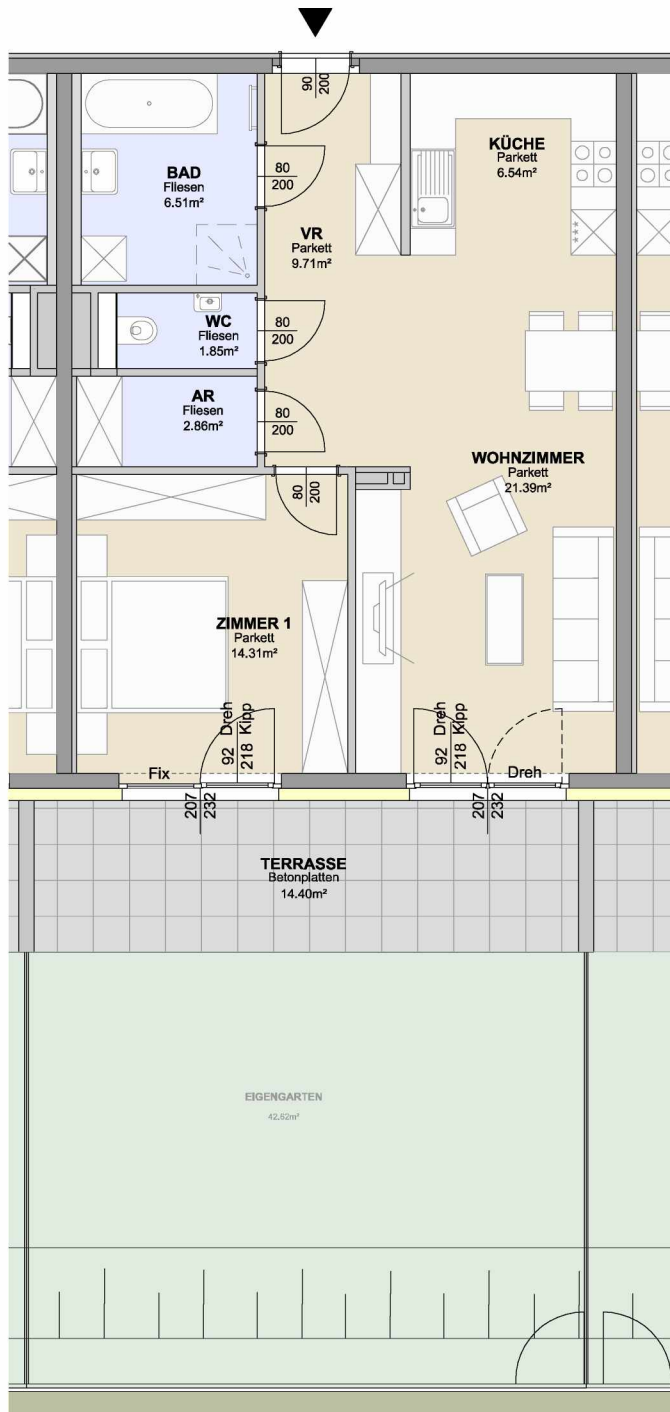 90
200
BAD
Fliesen
6.51m²
80
200
KÜCHE
Parkett
6.54m²
VR
Parkett
9.71m²
WC
Fliesen
1.85m²
80
200
AR
Fliesen
2.86m²
80
200
80
200
WOHNZIMMER
Parkett
21.39m²
ZIMMER 1
Parkett
14.31m²
92 Dreh
218 Kipp
92 Dreh
218 Kipp
Fix
Dreh
207
232
207
232
TERRASSE
Betonplatten
14.40m²
EIGENGARTEN
42.62m²